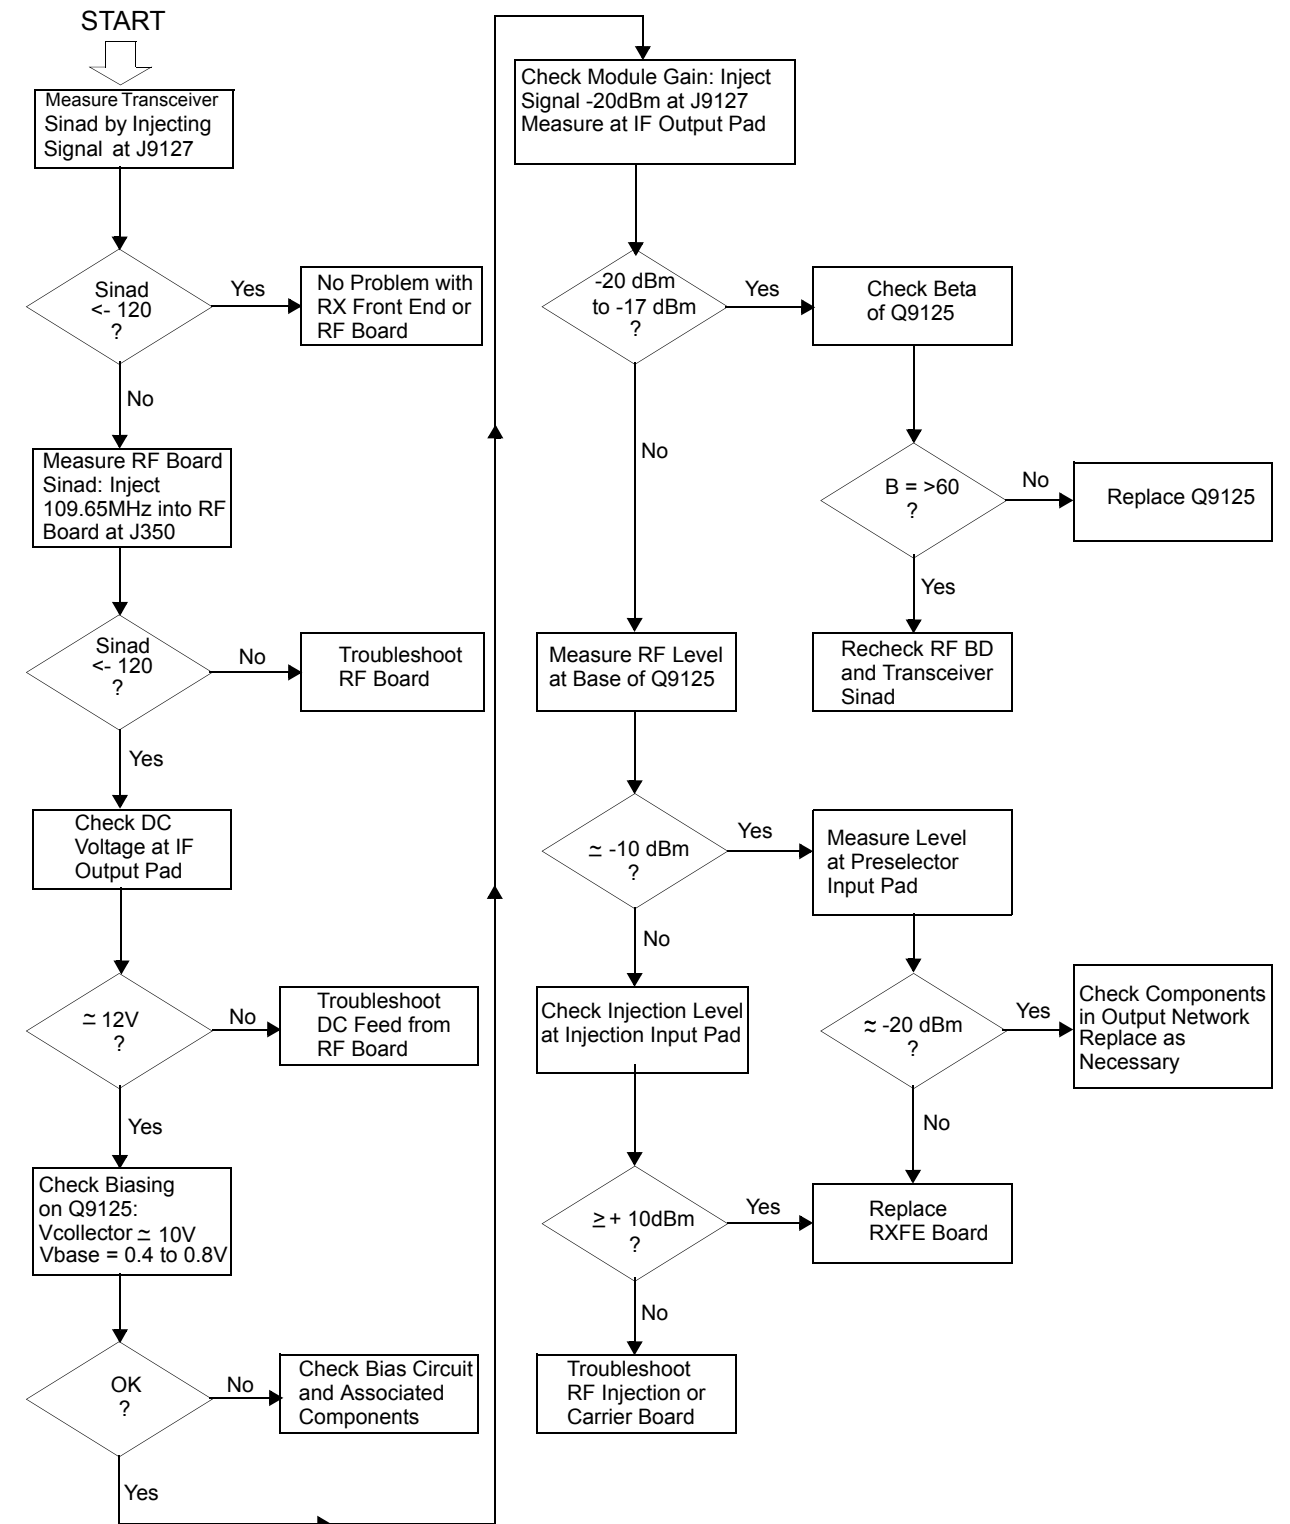 START
Measure Transceiver
Sinad by Injecting
Signal at J9127
Sinad
<- 120
?
Yes
No Problem with
RX Front End or
RF Board
No
Measure RF Board
Sinad: Inject
109.65MHz into RF
Board at J350
Sinad
<- 120
?
No
Troubleshoot
RF Board
Yes
Check DC
Voltage at IF
Output Pad
≃ 12V
?
No
Troubleshoot
DC Feed from
RF Board
Yes
Check Biasing
on Q9125:
Vcollector ≃ 10V
Vbase = 0.4 to 0.8V
OK
?
No
Check Bias Circuit
and Associated
Components
Yes
Check Module Gain: Inject
Signal -20dBm at J9127
Measure at IF Output Pad
-20 dBm
to -17 dBm
?
Yes
Check Beta
of Q9125
B = >60
?
No
Replace Q9125
Yes
Recheck RF BD
and Transceiver
Sinad
No
Measure RF Level
at Base of Q9125
≃ -10 dBm
?
Yes
Measure Level
at Preselector
Input Pad
≈ -20 dBm
?
Yes
Check Components
in Output Network
Replace as
Necessary
No
Replace
RXFE Board
No
Check Injection Level
at Injection Input Pad
≥ + 10dBm
?
Yes
No
Troubleshoot
RF Injection or
Carrier Board